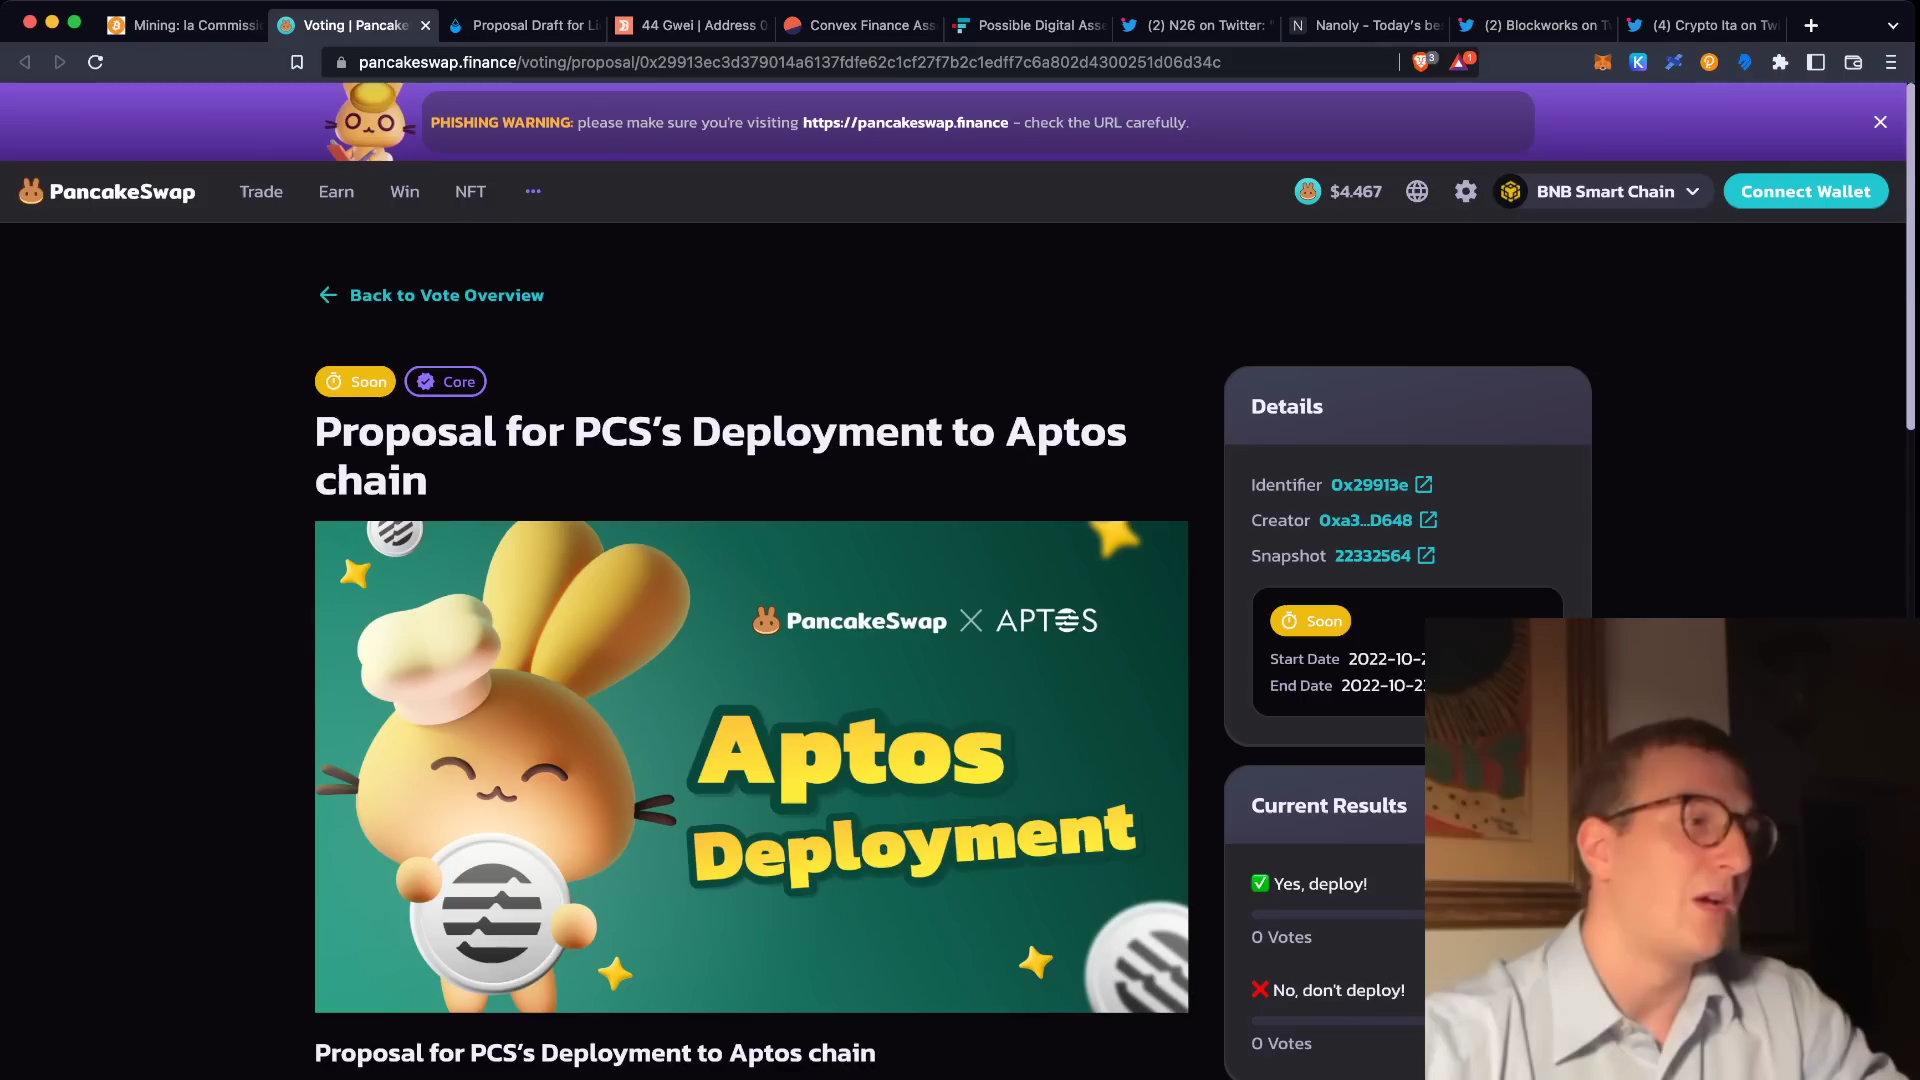 Mining: la Commissi
Voting | Pancake
Proposal Draft for Li
44 Gwei | Address 0
Convex Finance Ass
Possible Digital Asse
(2) N26 on Twitter: "
Nanoly - Today's be
(2) Blockworks on T
(4) Crypto Ita on Twi
pancakeswap.finance/voting/proposal/0x29913ec3d379014a6137fdfe62c1cf27f7b2c1edff7c6a802d4300251d06d34c
3
1
PHISHING WARNING: please make sure you're visiting https://pancakeswap.finance - check the URL carefully.
PancakeSwap
Trade
Earn
Win
NFT
$4.467
BNB Smart Chain
Connect Wallet
Back to Vote Overview
Soon
Core
Proposal for PCS’s Deployment to Aptos
chain
PancakeSwap X APTOS
Aptos
Deployment
Proposal for PCS’s Deployment to Aptos chain
Details
Identifier 0x29913e
Creator 0xa3...D648
Snapshot 22332564
Soon
Start Date 2022-10-2
End Date 2022-10-2
Current Results
✅ Yes, deploy!
0 Votes
❌ No, don't deploy!
0 Votes